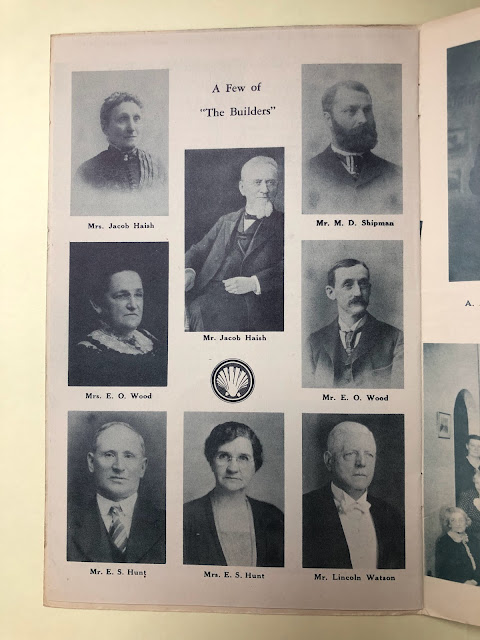 A Few of
"The Builders"
Mrs. Jacob Haish
Mr. M. D. Shipman
Mr. Jacob Haish
Mrs. E. O. Wood
Mr. E. O. Wood
Mr. E. S. Hunt
Mrs. E. S. Hunt
Mr. Lincoln Watson
A.